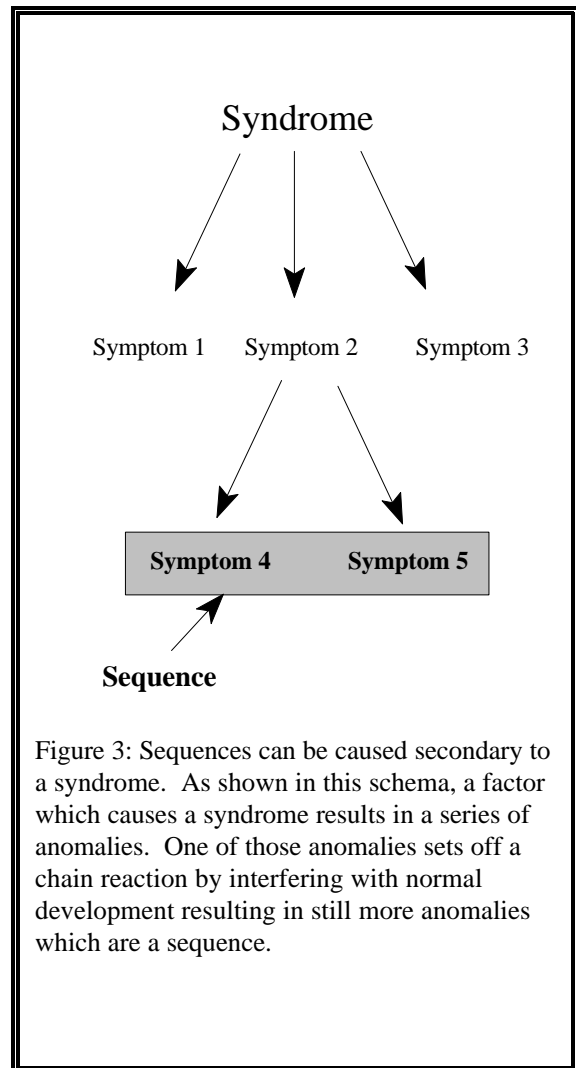 Syndrome
Symptom 1 Symptom 2 Symptom 3
Symptom 4 Symptom 5
Sequence
Figure 3: Sequences can be caused secondary to
a syndrome. As shown in this schema, a factor
which causes a syndrome results in a series of
anomalies. One of those anomalies sets off a
chain reaction by interfering with normal
development resulting in still more anomalies
which are a sequence.